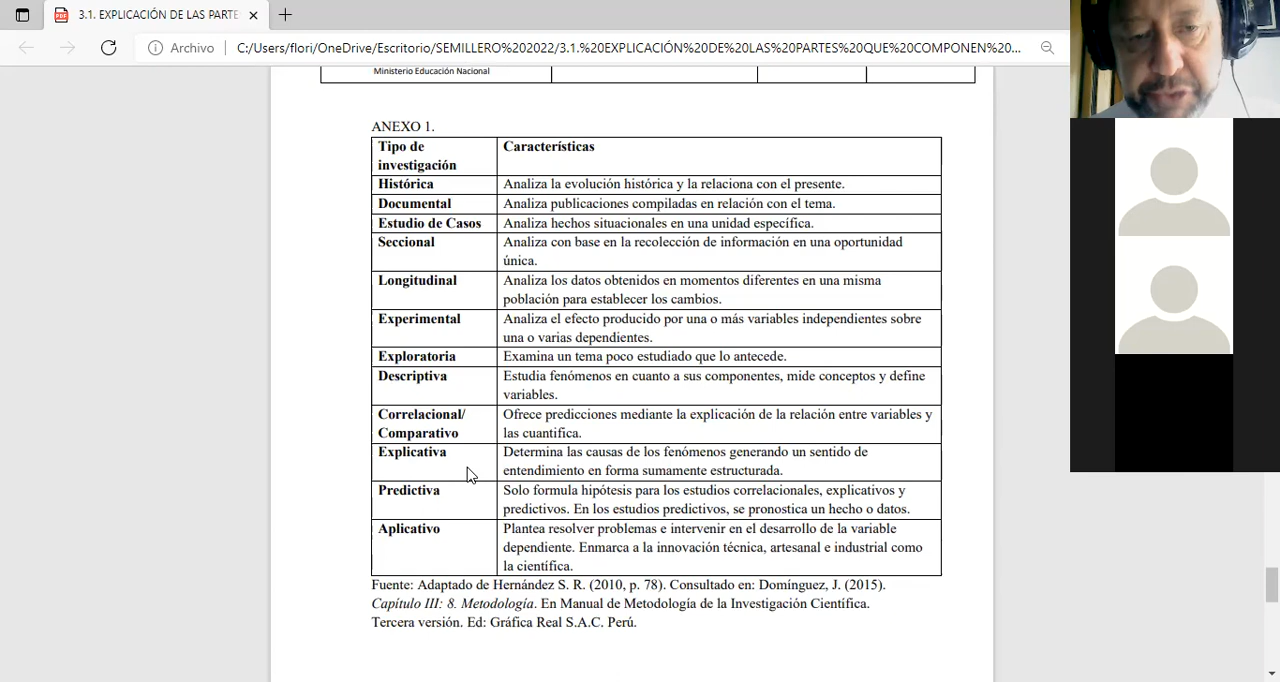 3.1. EXPLICACIÓN DE LAS PARTE
Archivo
C:/Users/flori/OneDrive/Escritorio/SEMILLERO%202022/3.1.%20EXPLICACIÓN%20DE%20LAS%20PARTES%20QUE%20COMPONEN%20...
Ministerio Educación Nacional
ANEXO 1.
Tipo de investigación
Características
Histórica
Analiza la evolución histórica y la relaciona con el presente.
Documental
Analiza publicaciones compiladas en relación con el tema.
Estudio de Casos
Analiza hechos situacionales en una unidad específica.
Seccional
Analiza con base en la recolección de información en una oportunidad
única.
Longitudinal
Analiza los datos obtenidos en momentos diferentes en una misma
población para establecer los cambios.
Experimental
Analiza el efecto producido por una o más variables independientes sobre
una o varias dependientes.
Exploratoria
Examina un tema poco estudiado que lo antecede.
Descriptiva
Estudia fenómenos en cuanto a sus componentes, mide conceptos y define
variables.
Correlacional/
Comparativo
Ofrece predicciones mediante la explicación de la relación entre variables y
las cuantifica.
Explicativa
Determina las causas de los fenómenos generando un sentido de
entendimiento en forma sumamente estructurada.
Predictiva
Solo formula hipótesis para los estudios correlacionales, explicativos y
predictivos. En los estudios predictivos, se pronostica un hecho o datos.
Aplicativo
Plantea resolver problemas e intervenir en el desarrollo de la variable
dependiente. Enmarca a la innovación técnica, artesanal e industrial como
la científica.
Fuente: Adaptado de Hernández S. R. (2010, p. 78). Consultado en: Domínguez, J. (2015).
Capítulo III: 8. Metodología. En Manual de Metodología de la Investigación Científica.
Tercera versión. Ed: Gráfica Real S.A.C. Perú.